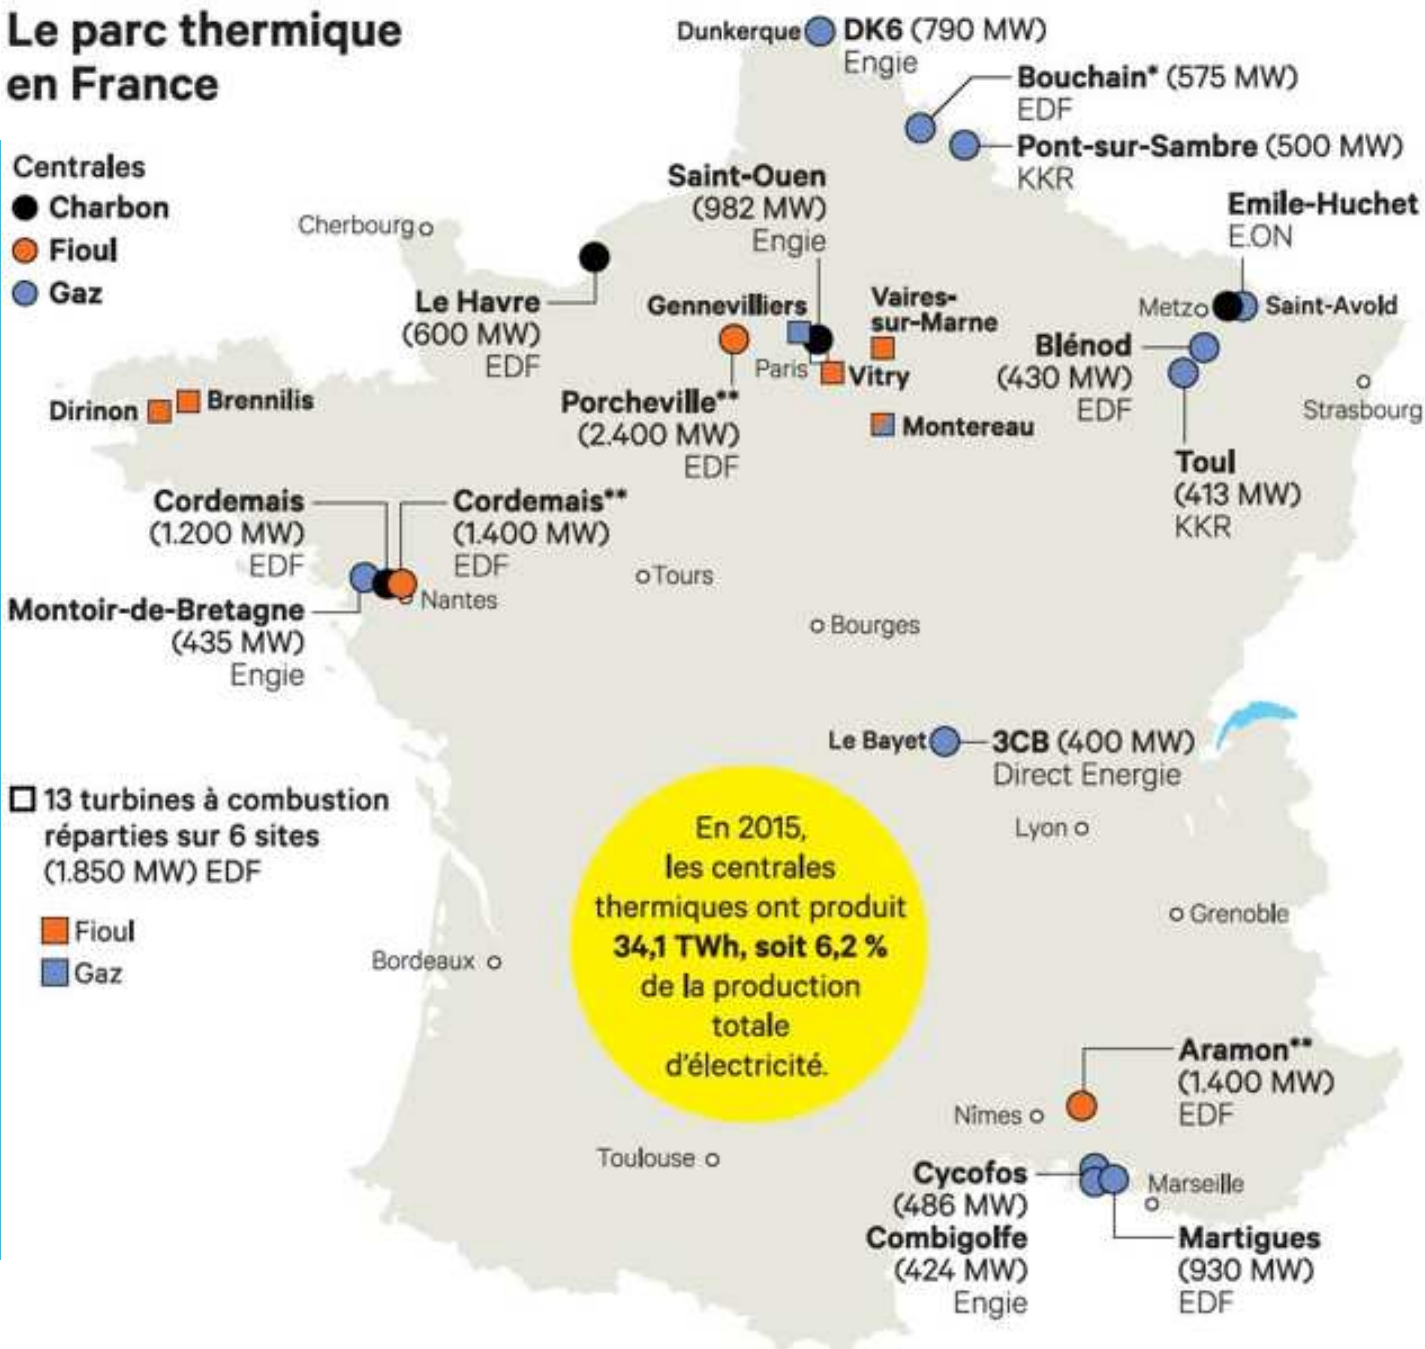 Le parc thermique
en France
Centrales
Charbon
Fioul
Gaz
Dunkerque
DK6 (790 MW)
Engie
Bouchain* (575 MW)
EDF
Pont-sur-Sambre (500 MW)
KKR
Saint-Ouen
(982 MW)
Engie
Emile-Huchet
E.ON
Cherbourg
Le Havre
(600 MW)
EDF
Gennevilliers
Vaires-
sur-Marne
Metz
Saint-Avold
Blénod
(430 MW)
EDF
Paris
Vitry
Strasbourg
Dirinon
Brennilis
Porcheville**
(2.400 MW)
EDF
Montereau
Toul
(413 MW)
KKR
Cordemais
(1.200 MW)
EDF
Cordemais**
(1.400 MW)
EDF
Tours
Nantes
Montoir-de-Bretagne
(435 MW)
Engie
Bourges
Le Bayet
3CB (400 MW)
Direct Energie
13 turbines à combustion
réparties sur 6 sites
(1.850 MW) EDF
Fioul
Gaz
En 2015,
les centrales
thermiques ont produit
34,1 TWh, soit 6,2 %
de la production
totale
d'électricité.
Lyon
Grenoble
Bordeaux
Aramon**
(1.400 MW)
EDF
Nîmes
Toulouse
Cycofos
(486 MW)
Combigolfe
(424 MW)
Engie
Marseille
Martigues
(930 MW)
EDF